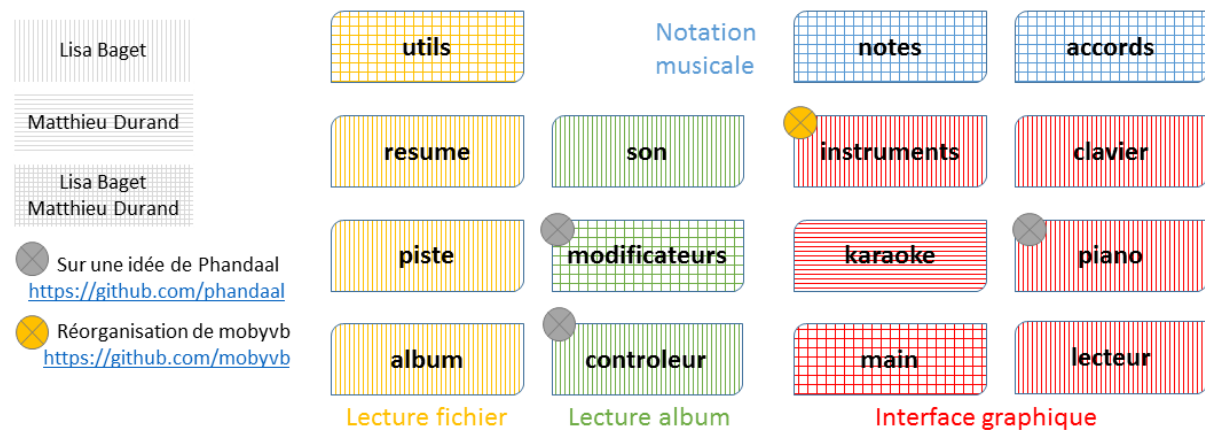 Lisa Baget
Matthieu Durand
Lisa Baget
Matthieu Durand
Sur une idée de Phandaal
https://github.com/phandaal
Réorganisation de mobyvb
https://github.com/mobyvb
utils
Notation
musicale
notes
accords
resume
son
instruments
clavier
piste
modificateurs
karaoke
piano
album
controleur
main
lecteur
Lecture fichier
Lecture album
Interface graphique